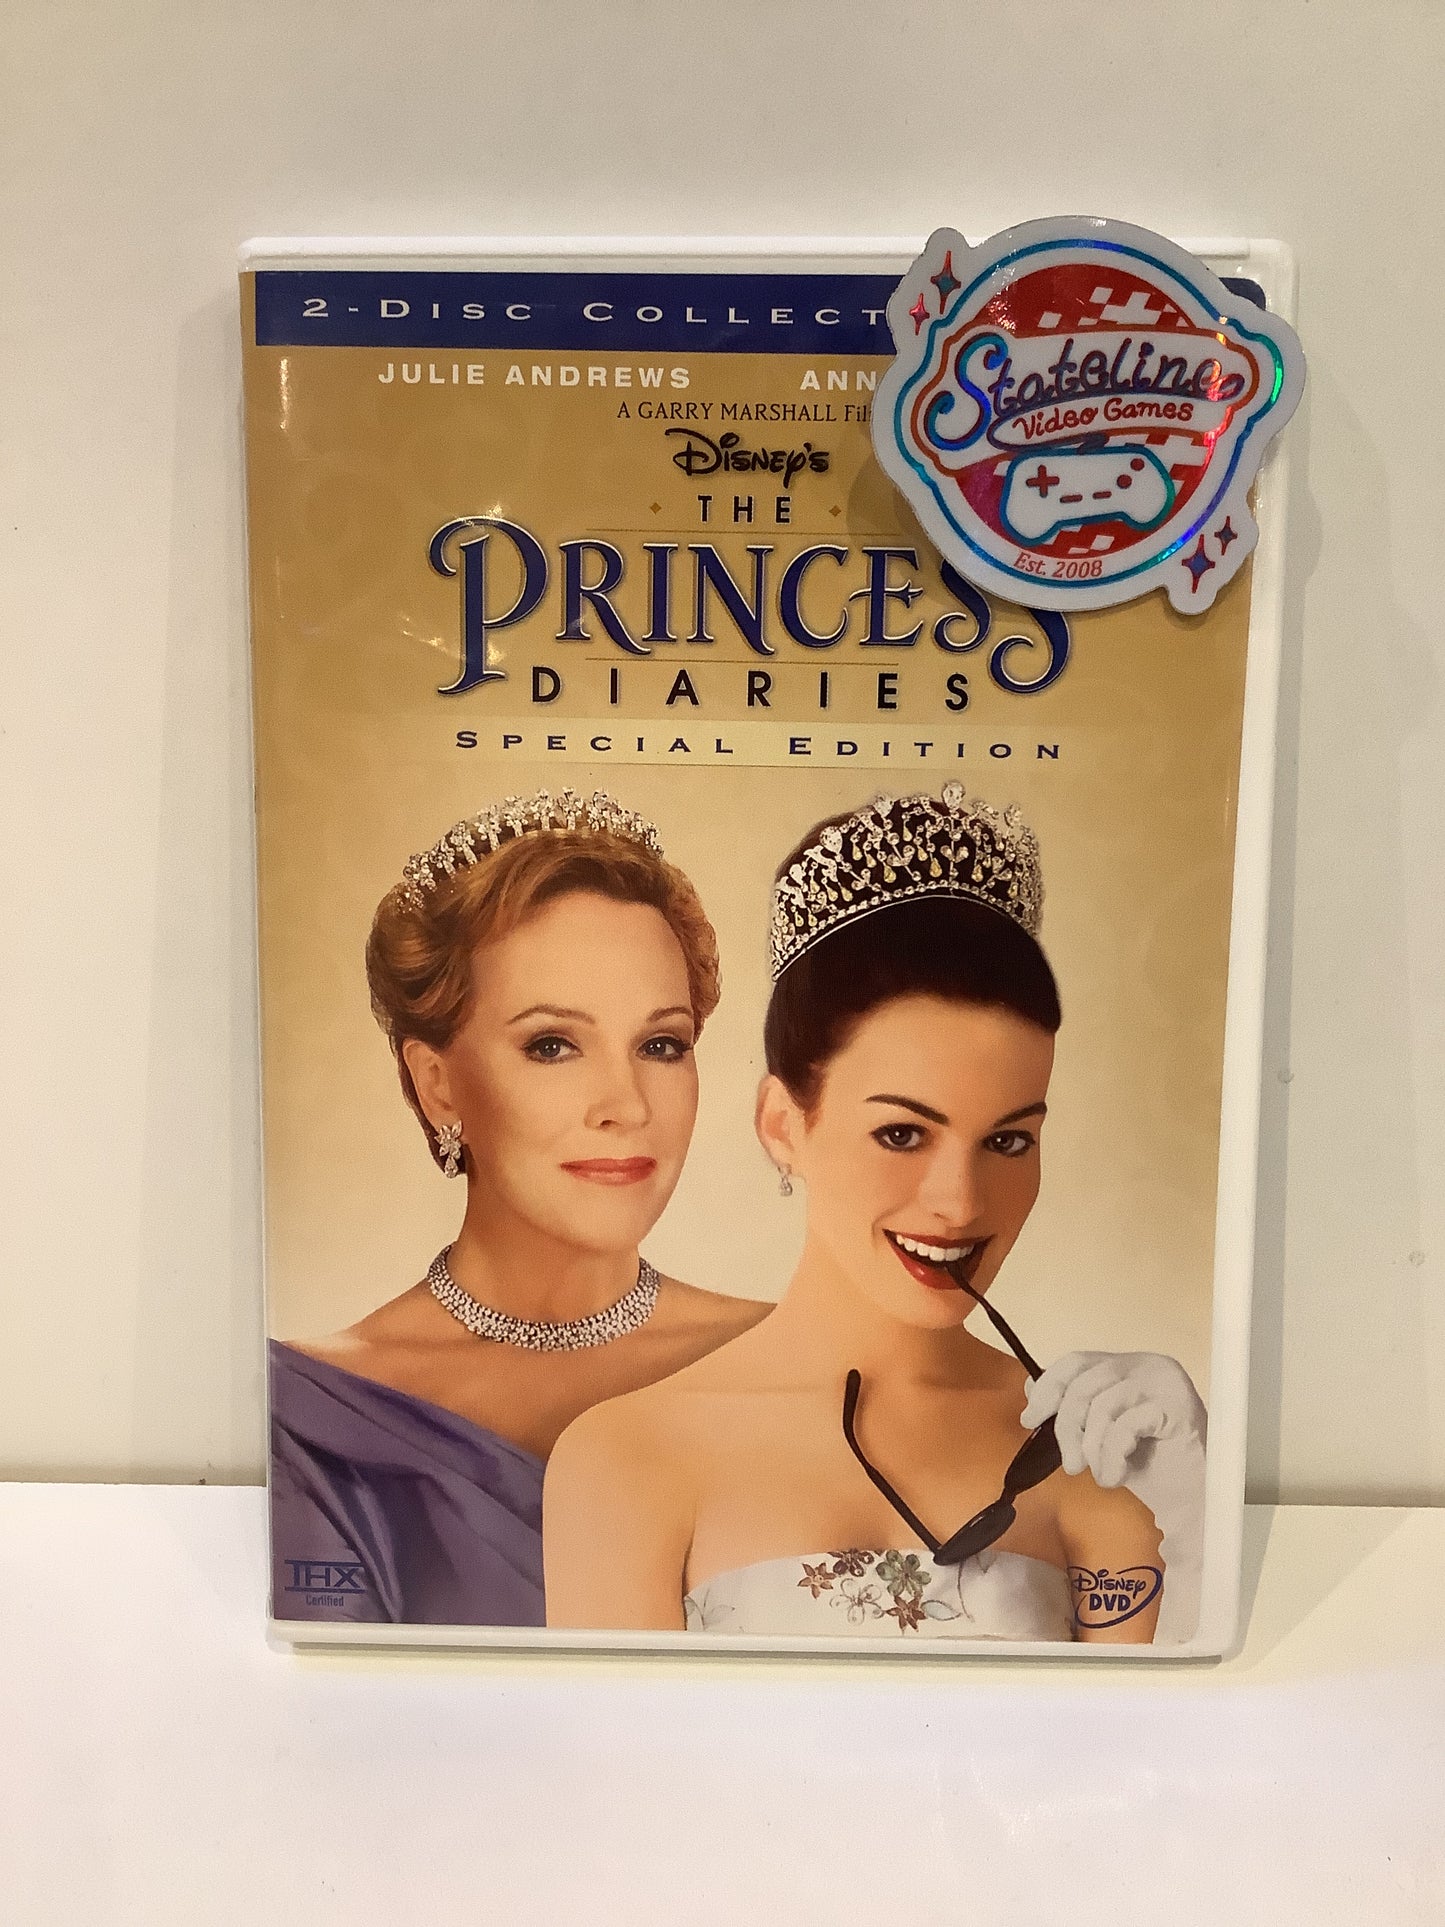 2-DISC COLLECT
JULIE ANDREWS ANN
A GARRY MARSHALL Fil
Disney's
THE
PRINCESS
DIARIES
SPECIAL EDITION
Stateline
Video Games
Est. 2008
THX
Certified
Disney
DVD